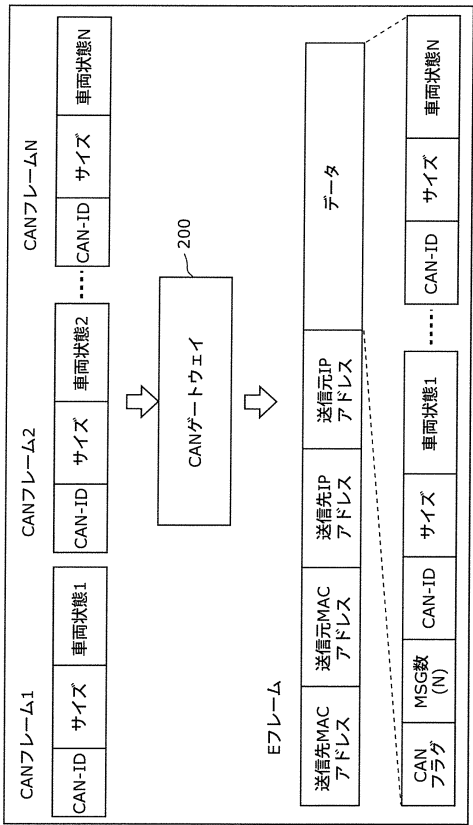 CANフレーム1
CAN-ID
サイズ
車両状態1
CANフレーム2
CAN-ID
サイズ
車両状態2
CANフレームN
CAN-ID
サイズ
車両状態N
CANゲートウェイ
200
Eフレーム
送信先MAC
アドレス
送信元MAC
アドレス
送信先IP
アドレス
送信元IP
アドレス
データ
CAN
フラグ
MSG数
(N)
CAN-ID
サイズ
車両状態1
CAN-ID
サイズ
車両状態N